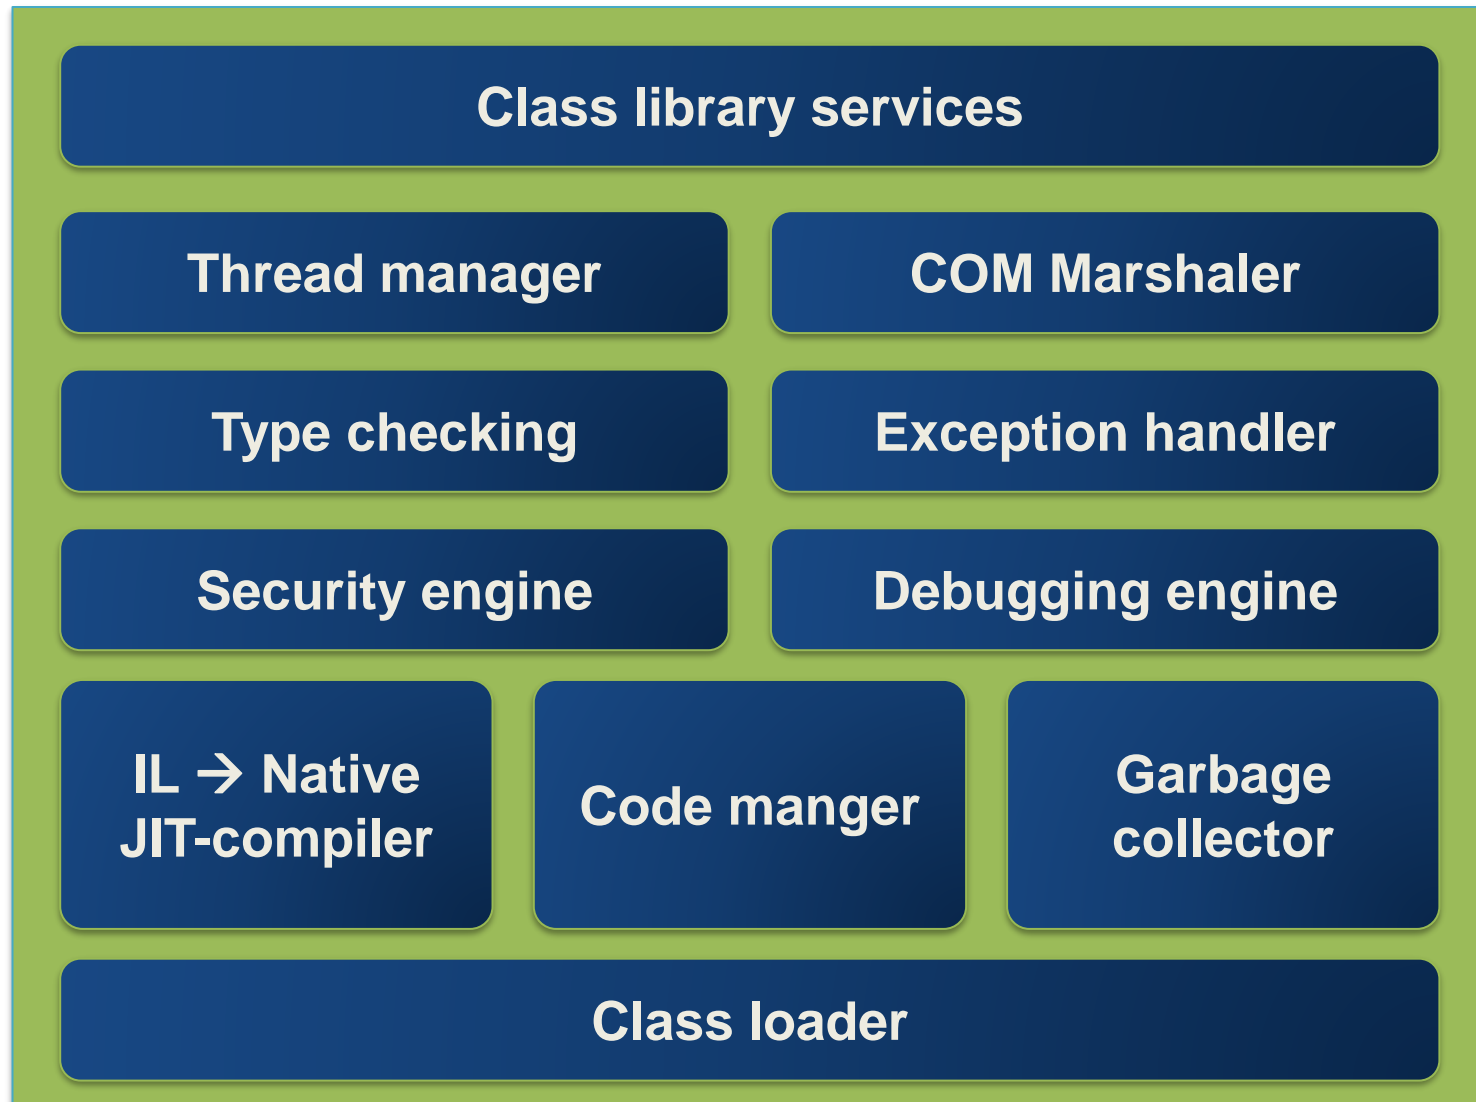 Class library services
Thread manager
COM Marshaler
Type checking
Exception handler
Security engine
Debugging engine
IL → Native
JIT-compiler
Code manger
Garbage
collector
Class loader